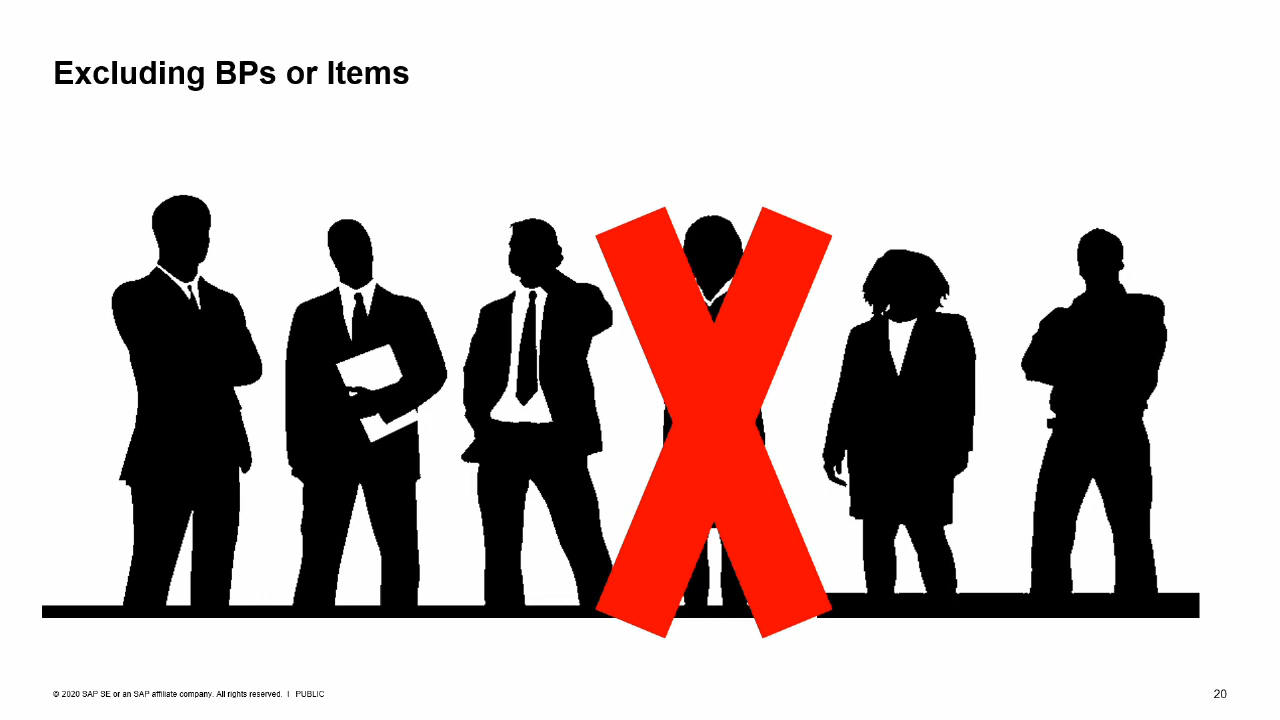 Excluding BPs or Items
© 2020 SAP SE or an SAP affiliate company. All rights reserved. I PUBLIC
20